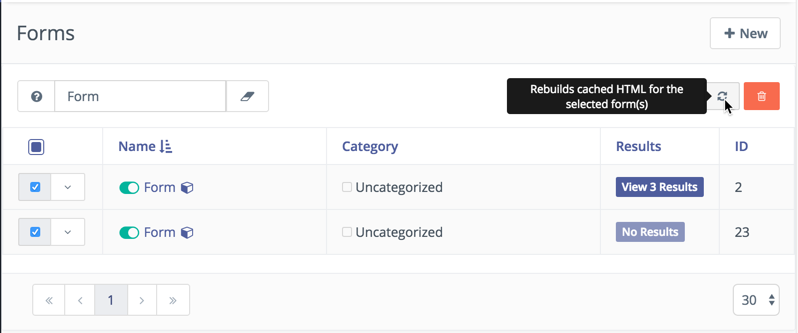 Forms
+ New
Form
Rebuilds cached HTML for the
selected form(s)
Name
Category
Results
ID
Form
Uncategorized
View 3 Results
2
Form
Uncategorized
No Results
23
« ‹ 1 › »
30